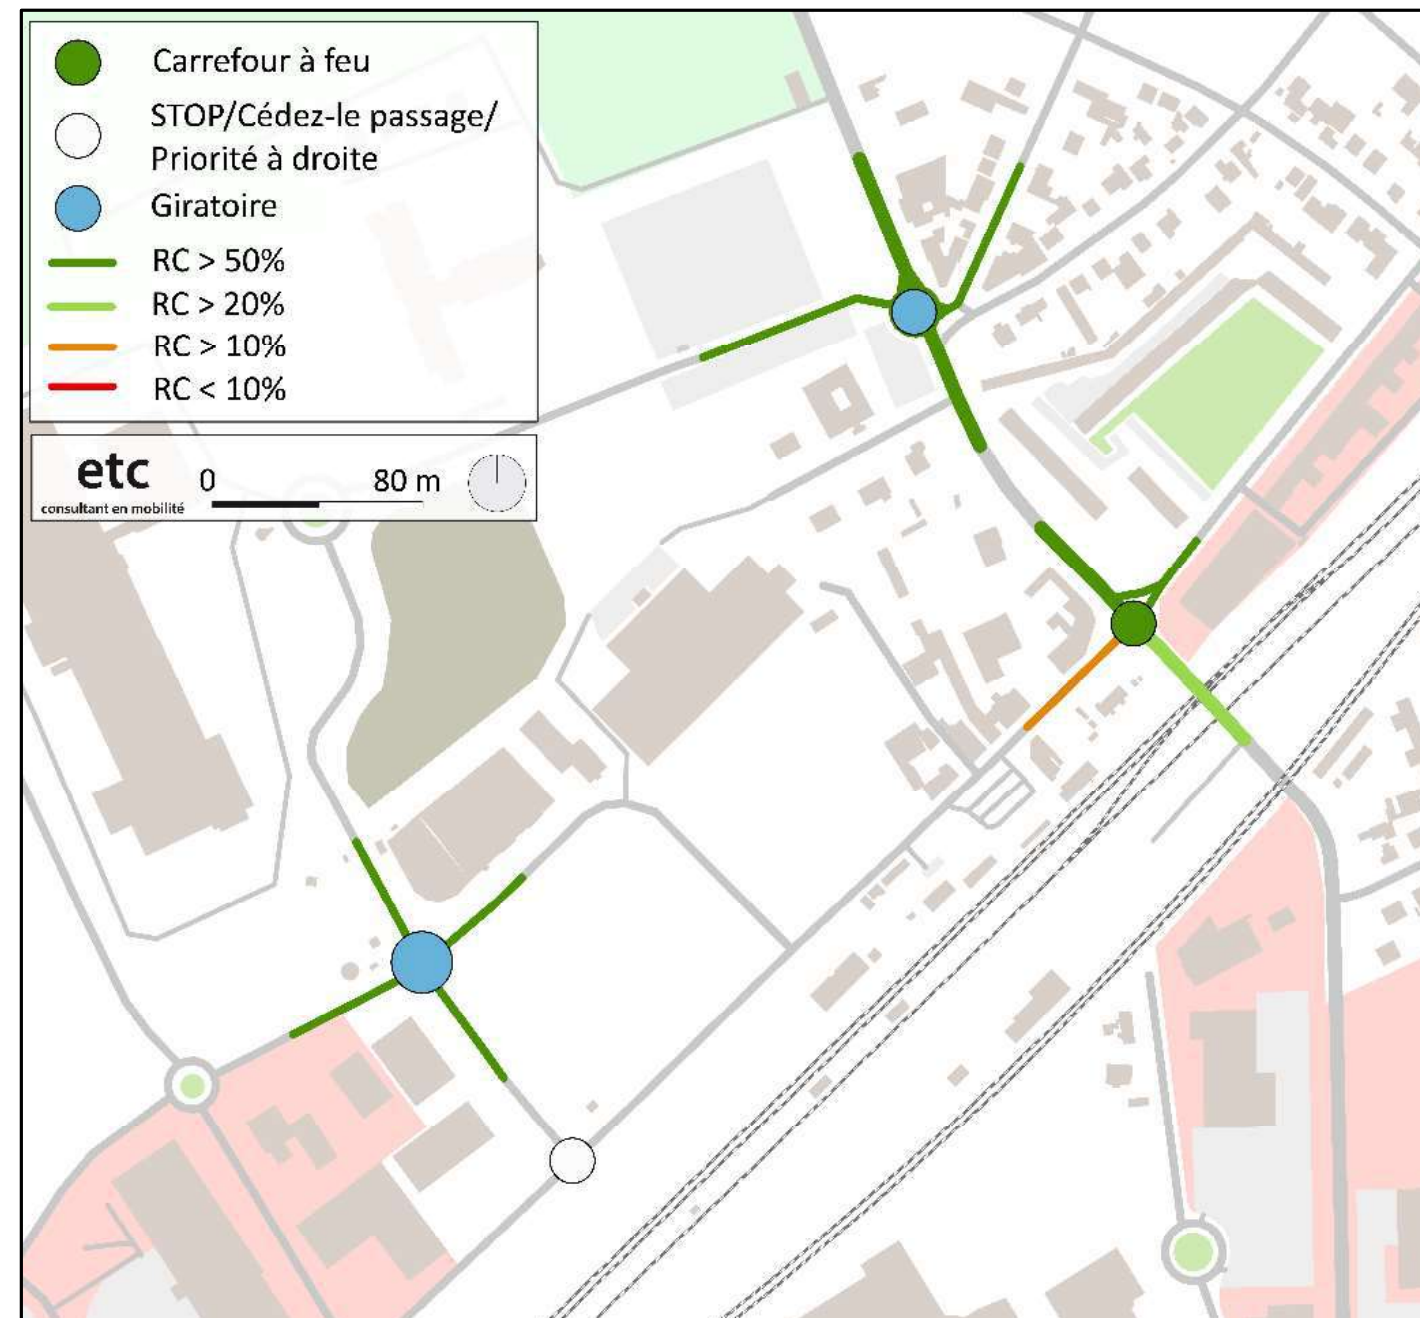 Carrefour à feu
STOP/Cédez-le passage/
Priorité à droite
Giratoire
RC > 50%
RC > 20%
RC > 10%
RC < 10%
etc
consultant en mobilité
0 80 m